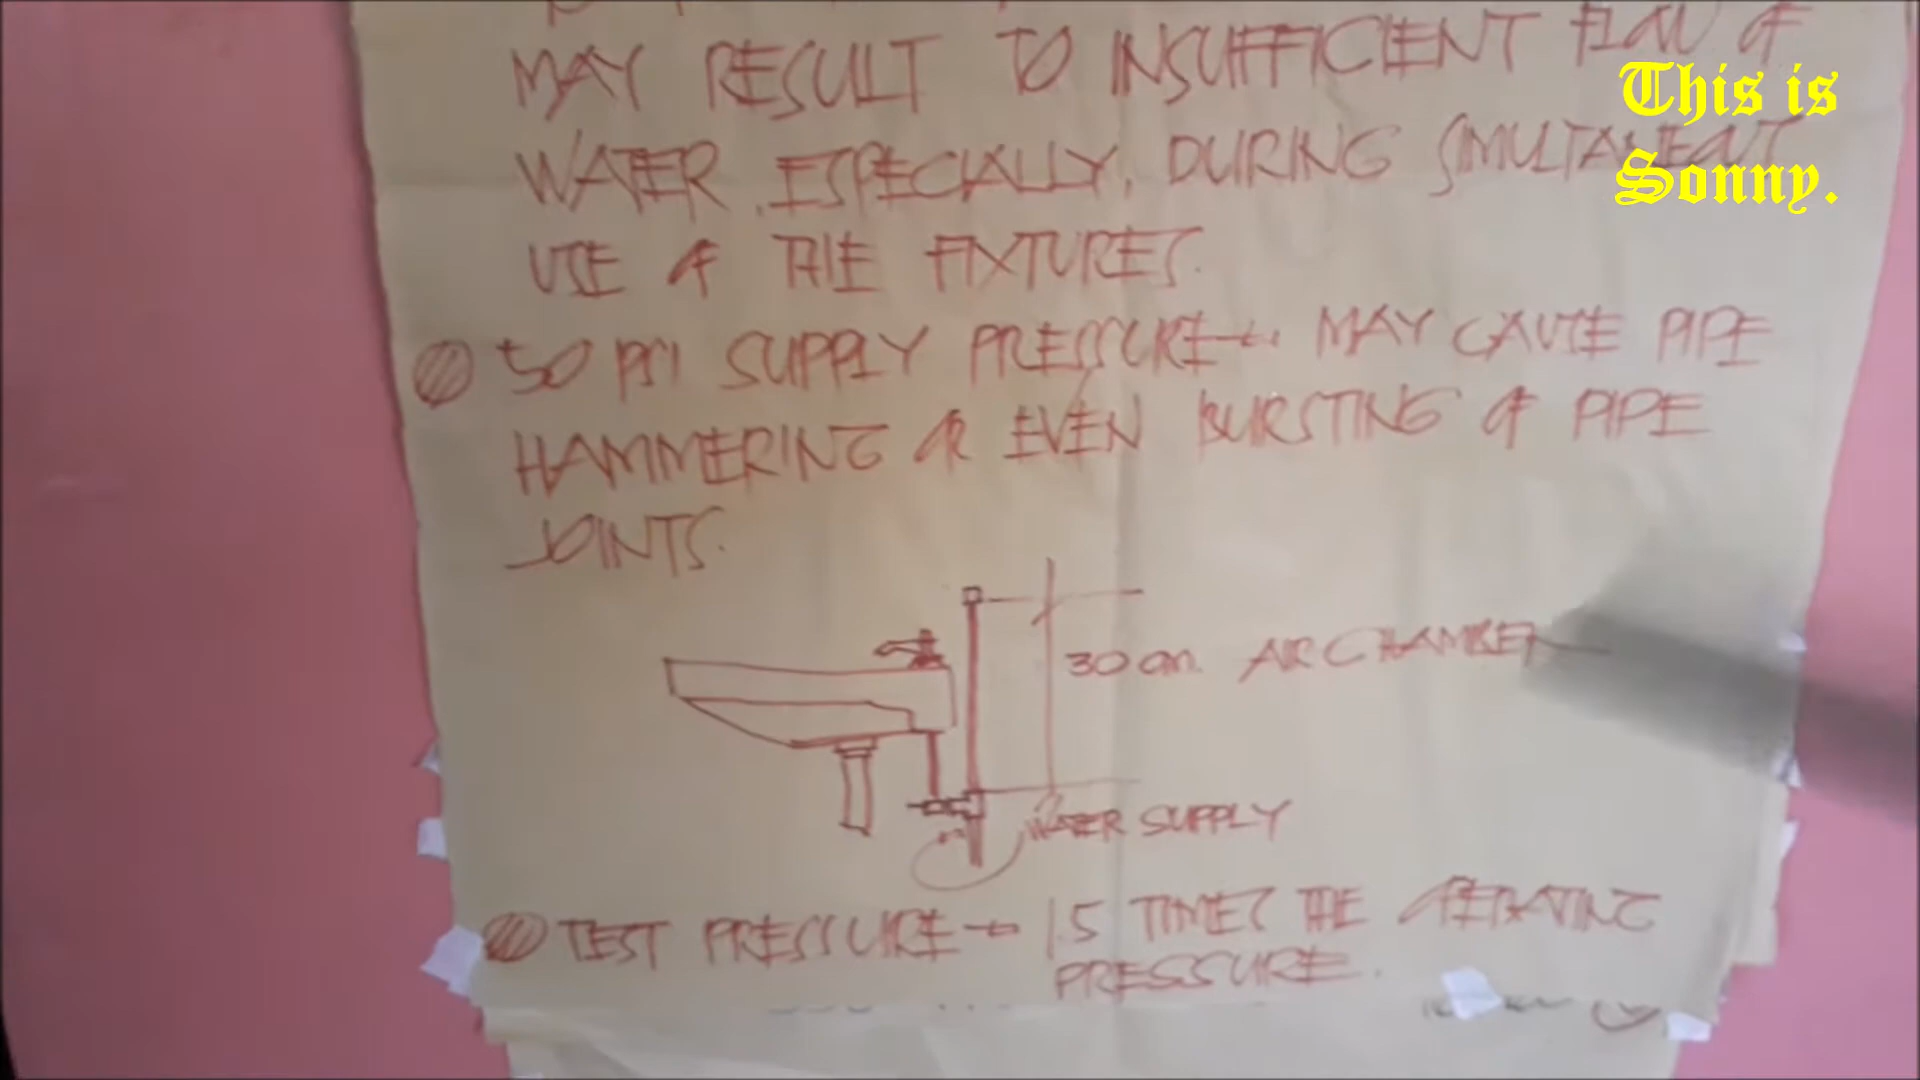 MAY RESULT TO INSUFFICIENT FLOW OF
WATER, ESPECIALLY, DURING SIMULTANEOUS
USE OF THE FIXTURES.
50 PSI SUPPLY PRESSURE - MAY CAUSE PIPE
HAMMERING OR EVEN BURSTING OF PIPE
JOINTS.
30 cm. AIR CHAMBER
WATER SUPPLY
TEST PRESSURE - 1.5 TIMES THE OPERATING
PRESSURE.
This is
Sonny.